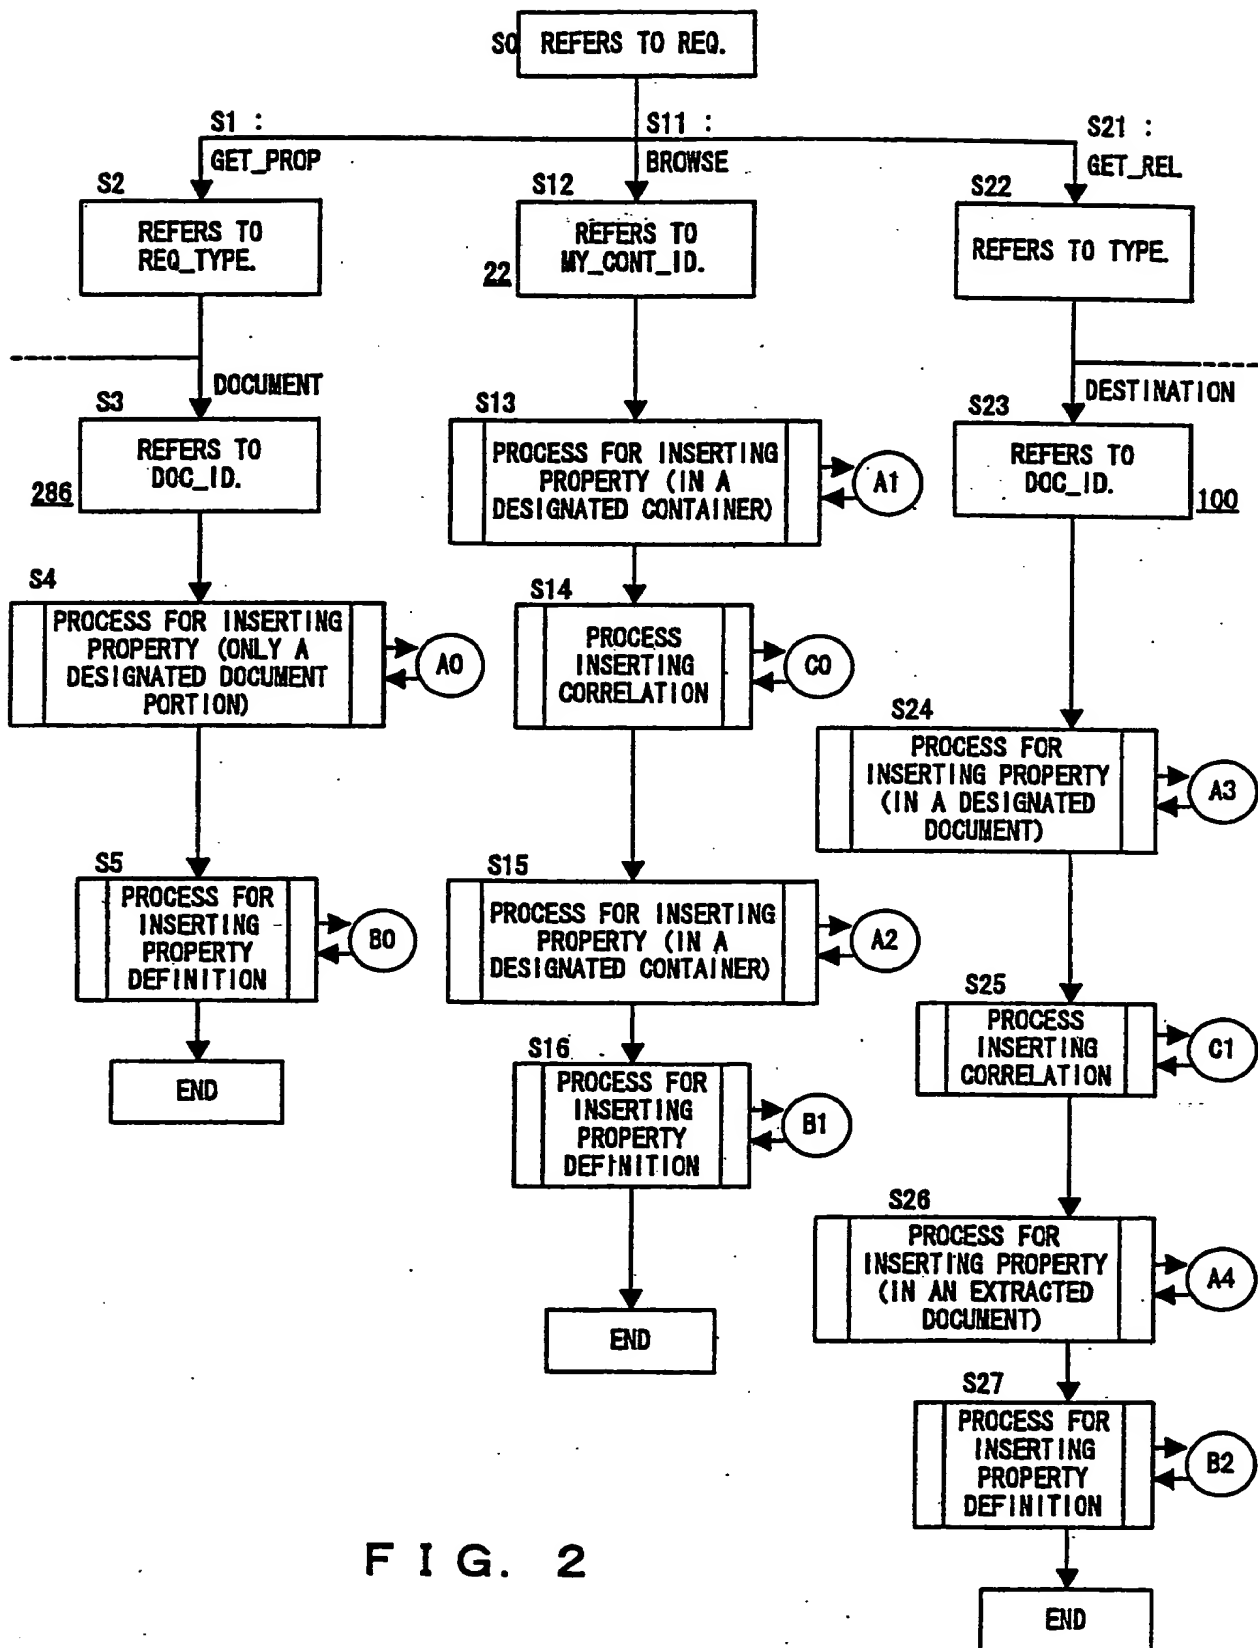 S0
REFERS TO REQ.
S1 :
GET_PROP
S2
REFERS TO
REQ_TYPE.
DOCUMENT
S3
REFERS TO
DOC_ID.
286
S4
PROCESS FOR INSERTING
PROPERTY (ONLY A
DESIGNATED DOCUMENT
PORTION)
A0
S5
PROCESS FOR
INSERTING
PROPERTY
DEFINITION
B0
END
S11 :
BROWSE
S12
REFERS TO
MY_CONT_ID.
22
S13
PROCESS FOR INSERTING
PROPERTY (IN A
DESIGNATED CONTAINER)
A1
S14
PROCESS
INSERTING
CORRELATION
C0
S15
PROCESS FOR INSERTING
PROPERTY (IN A
DESIGNATED CONTAINER)
A2
S16
PROCESS FOR
INSERTING
PROPERTY
DEFINITION
B1
END
S21 :
GET_REL
S22
REFERS TO TYPE.
DESTINATION
S23
REFERS TO
DOC_ID.
100
S24
PROCESS FOR
INSERTING PROPERTY
(IN A DESIGNATED
DOCUMENT)
A3
S25
PROCESS
INSERTING
CORRELATION
C1
S26
PROCESS FOR
INSERTING PROPERTY
(IN AN EXTRACTED
DOCUMENT)
A4
S27
PROCESS FOR
INSERTING
PROPERTY
DEFINITION
B2
END
FIG. 2